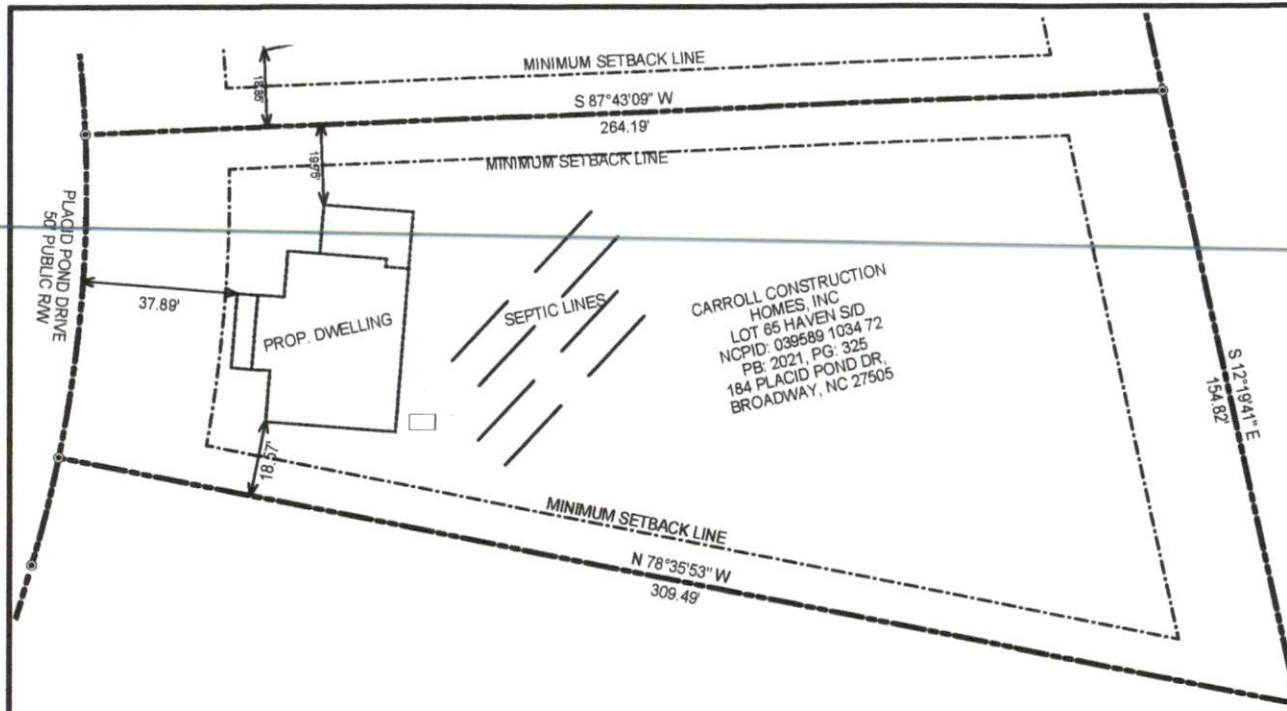 MINIMUM SETBACK LINE
S 87°43'09" W
264.19'
MINIMUM SETBACK LINE
PLACID POND DRIVE
50' PUBLIC R/W
37.89'
PROP. DWELLING
SEPTIC LINES
CARROLL CONSTRUCTION
HOMES, INC
LOT 65 HAVEN S/D
NCPID: 039589 1034 72
PB: 2021, PG: 325
184 PLACID POND DR,
BROADWAY, NC 27505
S 12°19'41" E
154.82'
18.57'
MINIMUM SETBACK LINE
N 78°35'53" W
309.49'